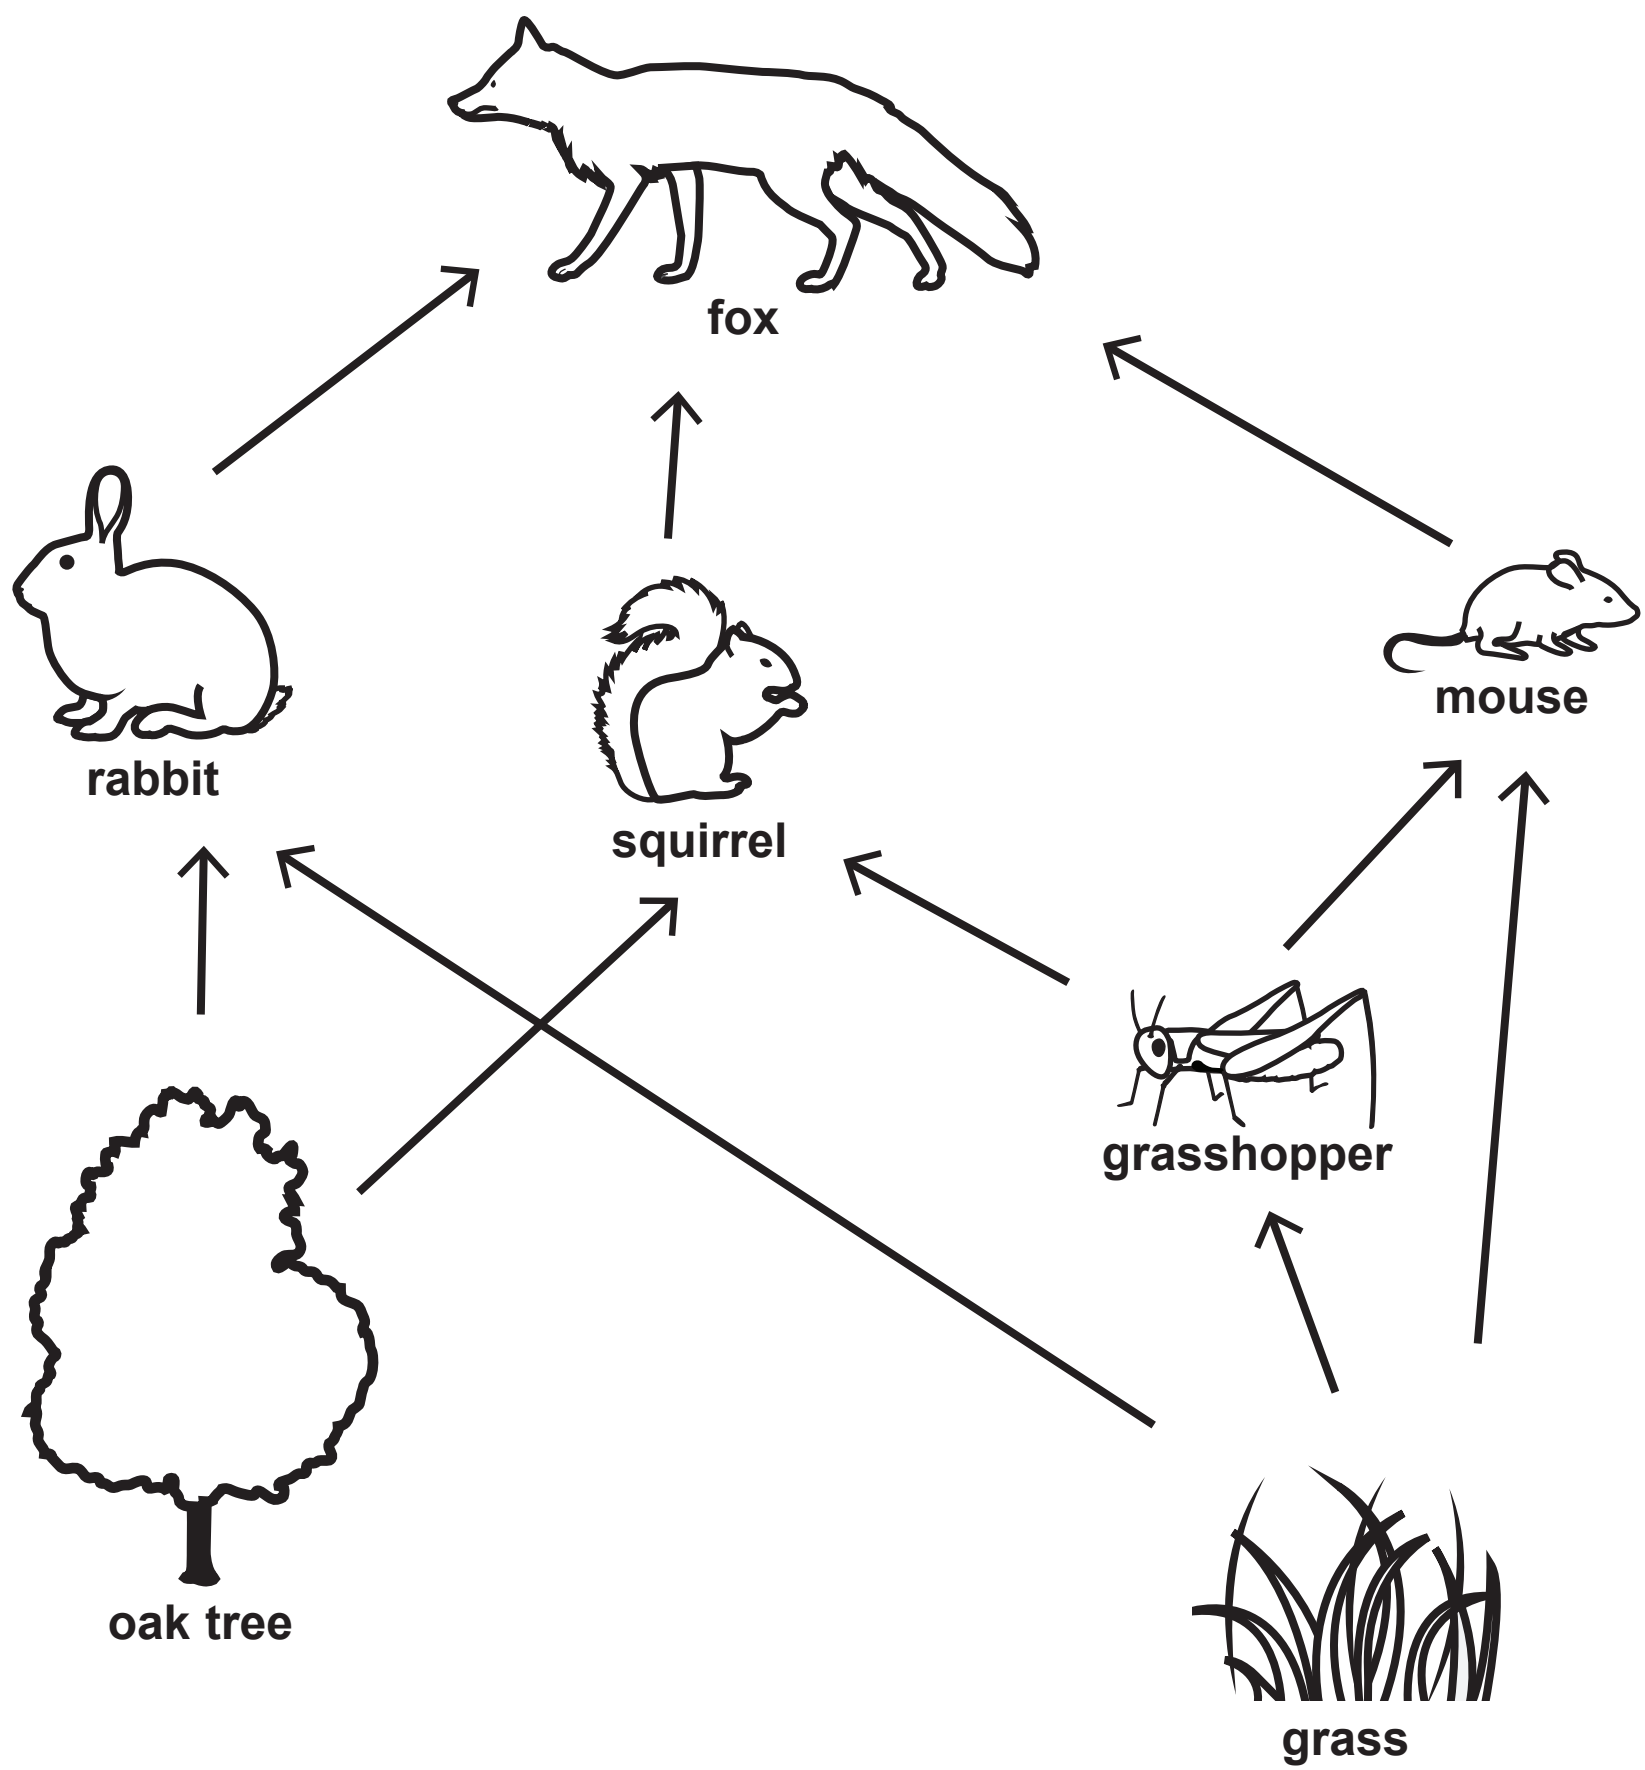 fox
mouse
rabbit
squirrel
grasshopper
oak tree
grass